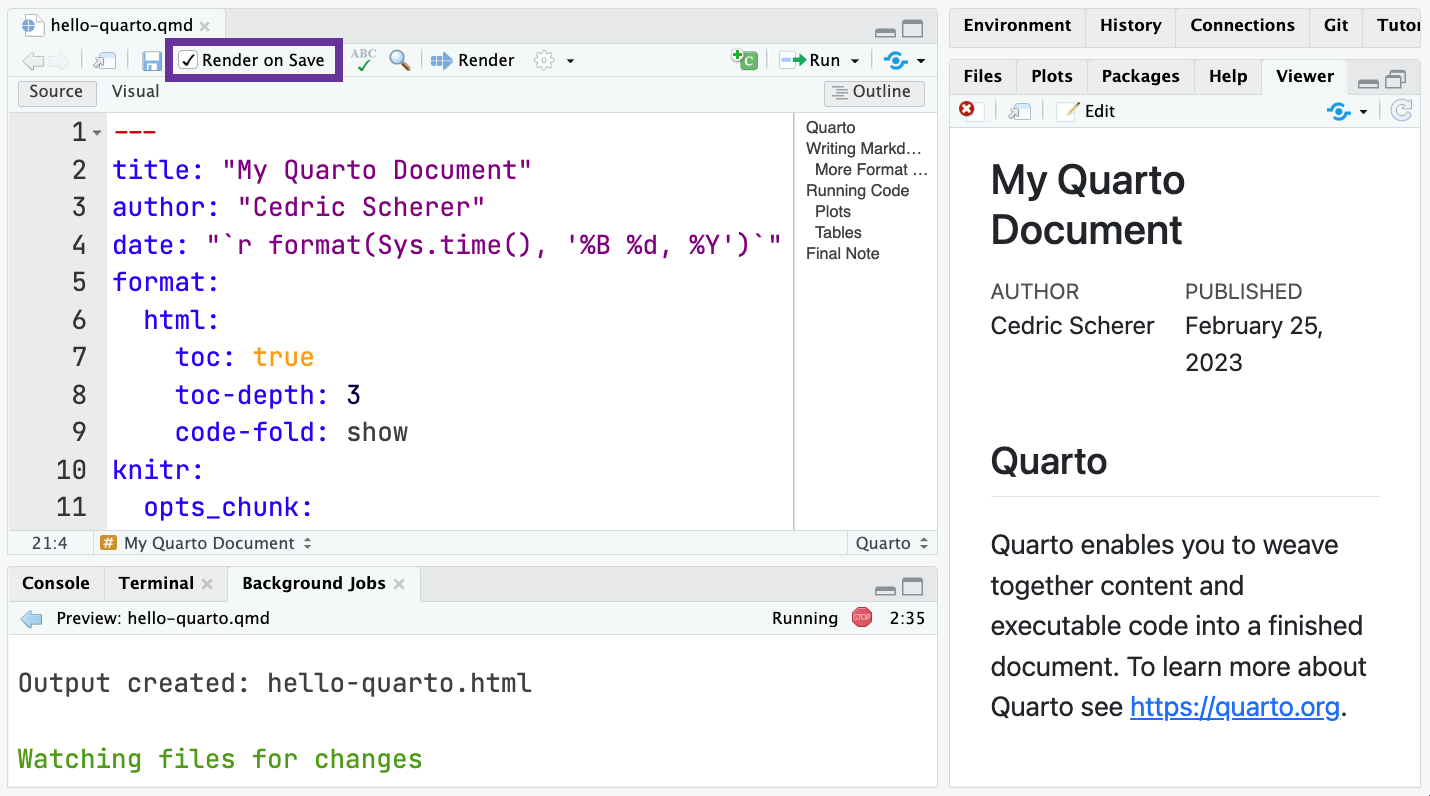 hello-quarto.qmd
Render on Save
ABC
Render
Run
Source
Visual
Outline
1
---
2
title: "My Quarto Document"
3
author: "Cedric Scherer"
4
date: "`r format(Sys.time(), '%B %d, %Y')`"
5
format:
6
html:
7
toc: true
8
toc-depth: 3
9
code-fold: show
10
knitr:
11
opts_chunk:
Quarto
Writing Markd...
More Format ...
Running Code
Plots
Tables
Final Note
21:4
# My Quarto Document
Quarto
Console
Terminal
Background Jobs
Preview: hello-quarto.qmd
Running
STOP
2:35
Output created: hello-quarto.html
Watching files for changes
Environment
History
Connections
Git
Tutor
Files
Plots
Packages
Help
Viewer
Edit
My Quarto
Document
AUTHOR
Cedric Scherer
PUBLISHED
February 25,
2023
Quarto
Quarto enables you to weave
together content and
executable code into a finished
document. To learn more about
Quarto see https://quarto.org.